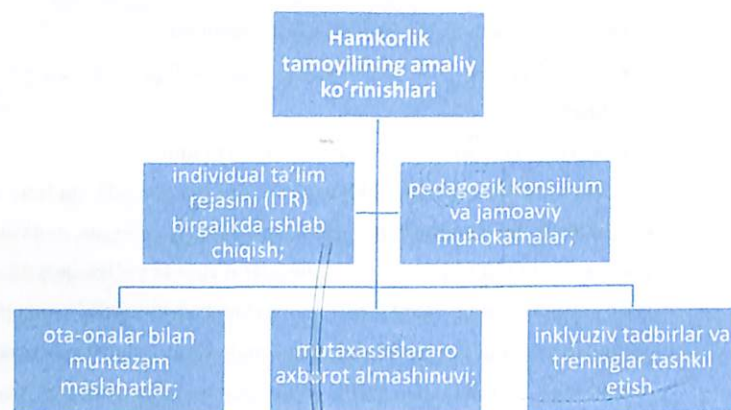 Hamkorlik
tamoyilining amaliy
ko‘rinishlari
individual ta’lim
rejasini (ITR)
birgalikda ishlab
chiqish;
pedagogik konsilium
va jamoaviy
muhokamalar;
ota-onalar bilan
muntazam
maslahatlar;
mutaxassislararo
axborot almashinuvi;
inklyuziv tadbirlar va
treninglar tashkil
etish